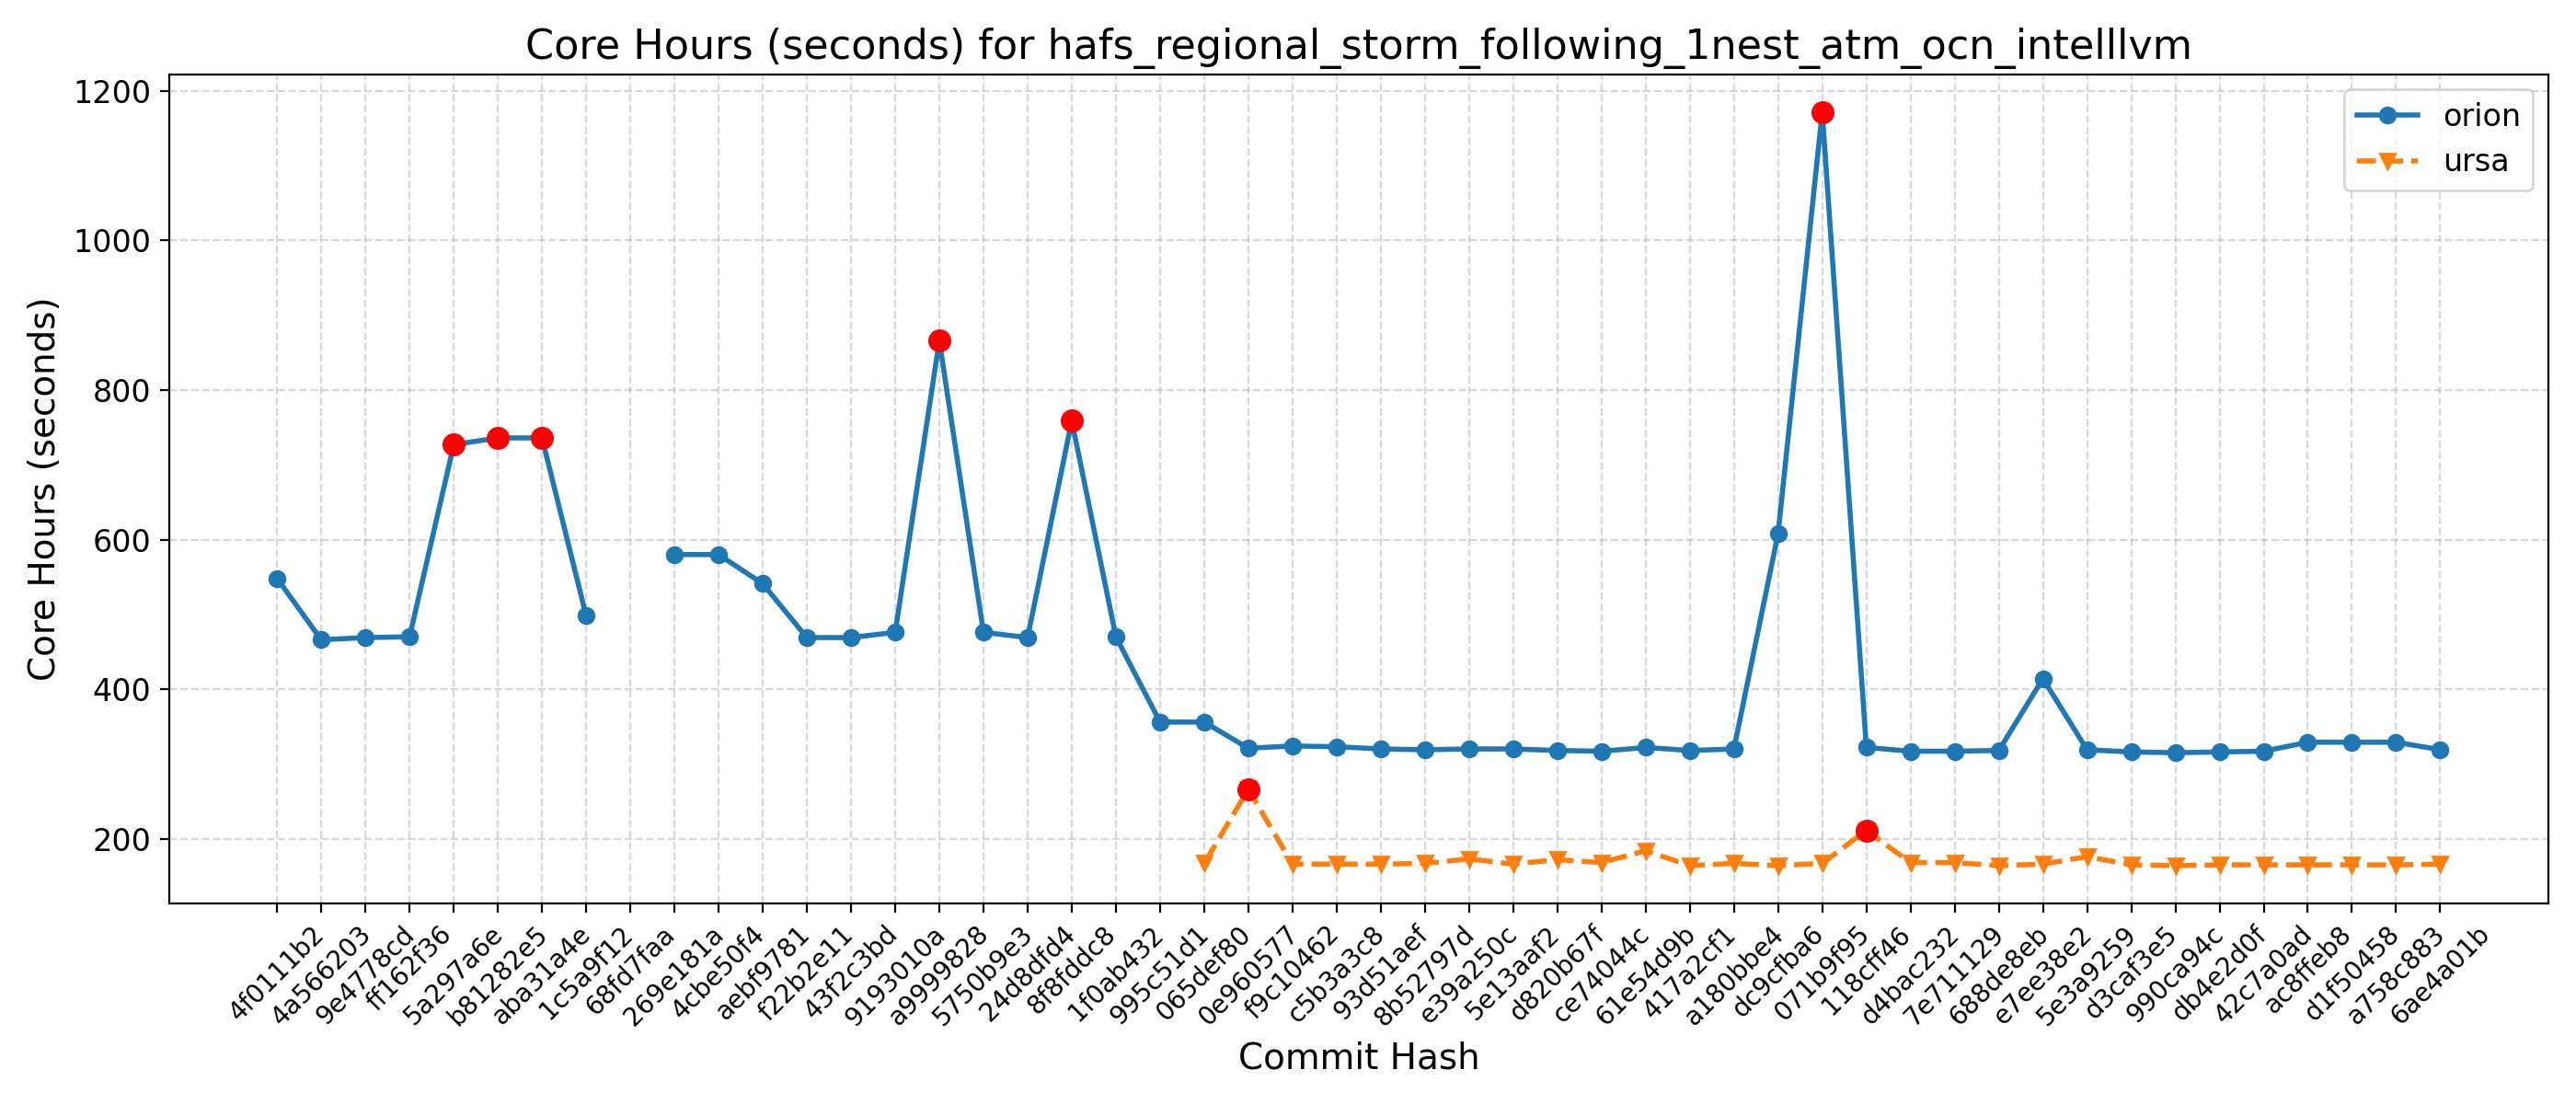 Core Hours (seconds) for hafs_regional_storm_following_1nest_atm_ocn_intelllvm
Core Hours (seconds)
1200
1000
800
600
400
200
orion
ursa
4f0111b2
4a566203
9e4778cd
ff162f36
5a297a6e
b81282e5
aba31a4e
1c5a9f12
68fd7faa
269e181a
4cbe50f4
aebf9781
f22b2e11
43f2c3bd
9193010a
a9999828
5750b9e3
24d8dfd4
8f8fddc8
1f0ab432
995c51d1
065def80
0e960577
f9c10462
c5b3a3c8
93d51aef
8b52797d
e39a250c
5e13aaf2
d820b67f
ce74044c
61e54d9b
417a2cf1
a180bbe4
dc9cfba6
071b9f95
118cff46
d4bac232
7e711129
688de8eb
e7ee38e2
5e3a9259
d3caf3e5
990ca94c
db4e2d0f
42c7a0ad
ac8ffeb8
d1f50458
a758c883
6ae4a01b
Commit Hash